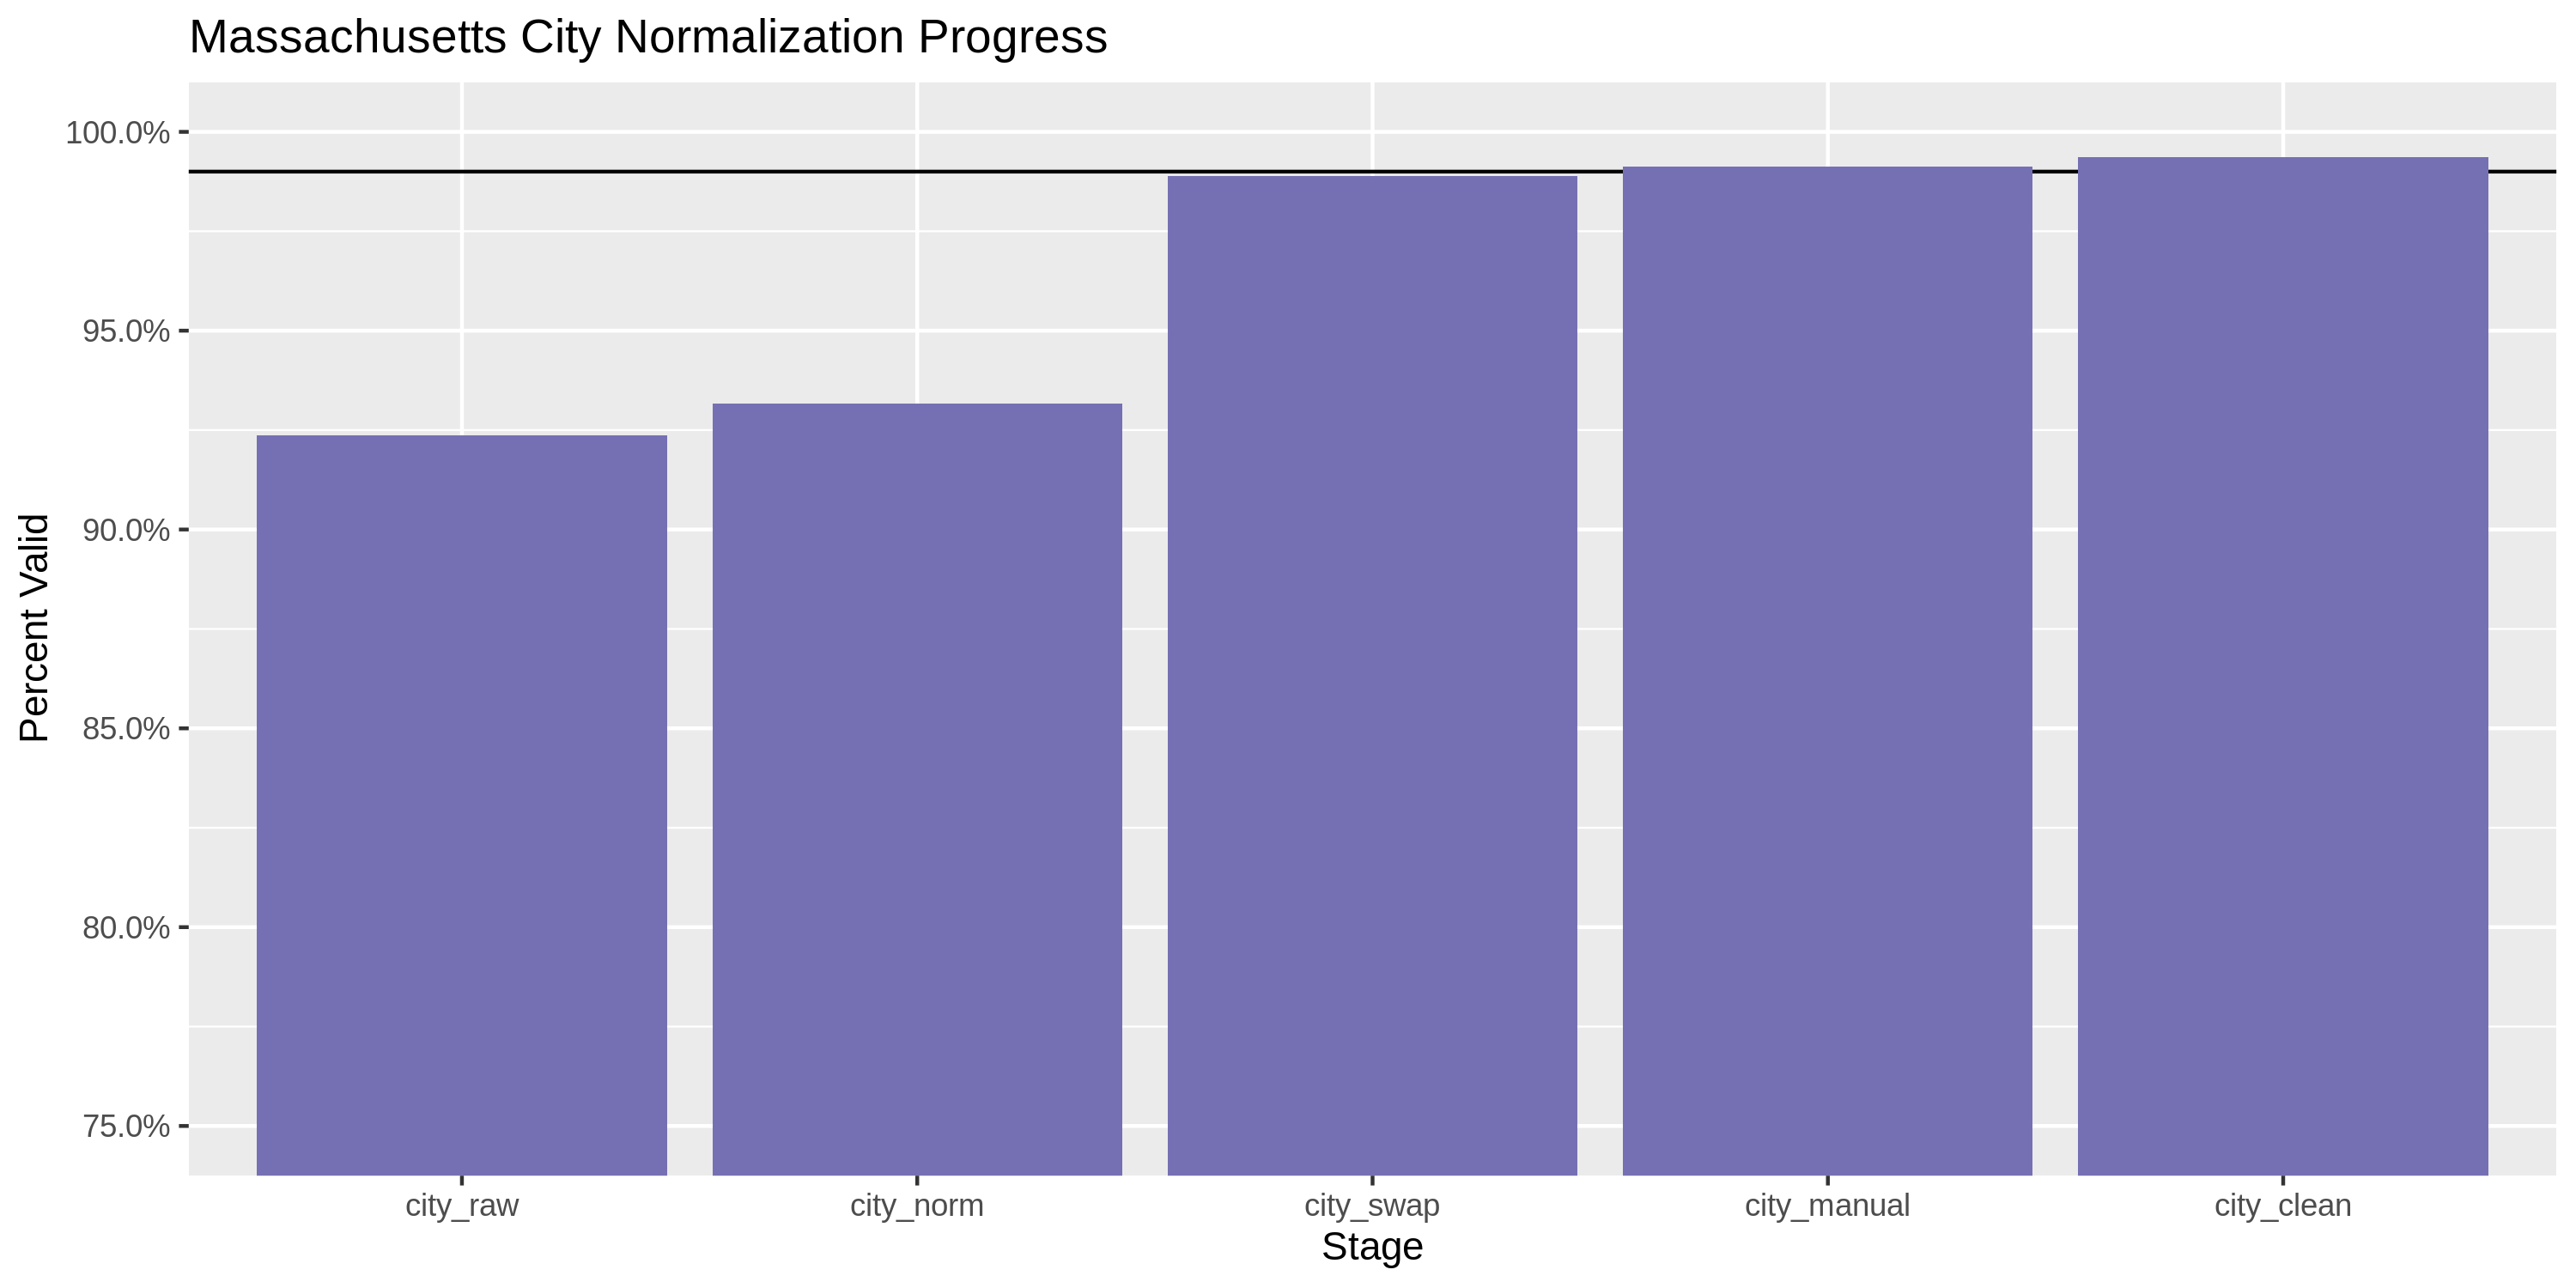 Massachusetts City Normalization Progress
100.0%
95.0%
90.0%
85.0%
80.0%
75.0%
Percent Valid
city_raw
city_norm
city_swap
city_manual
city_clean
Stage